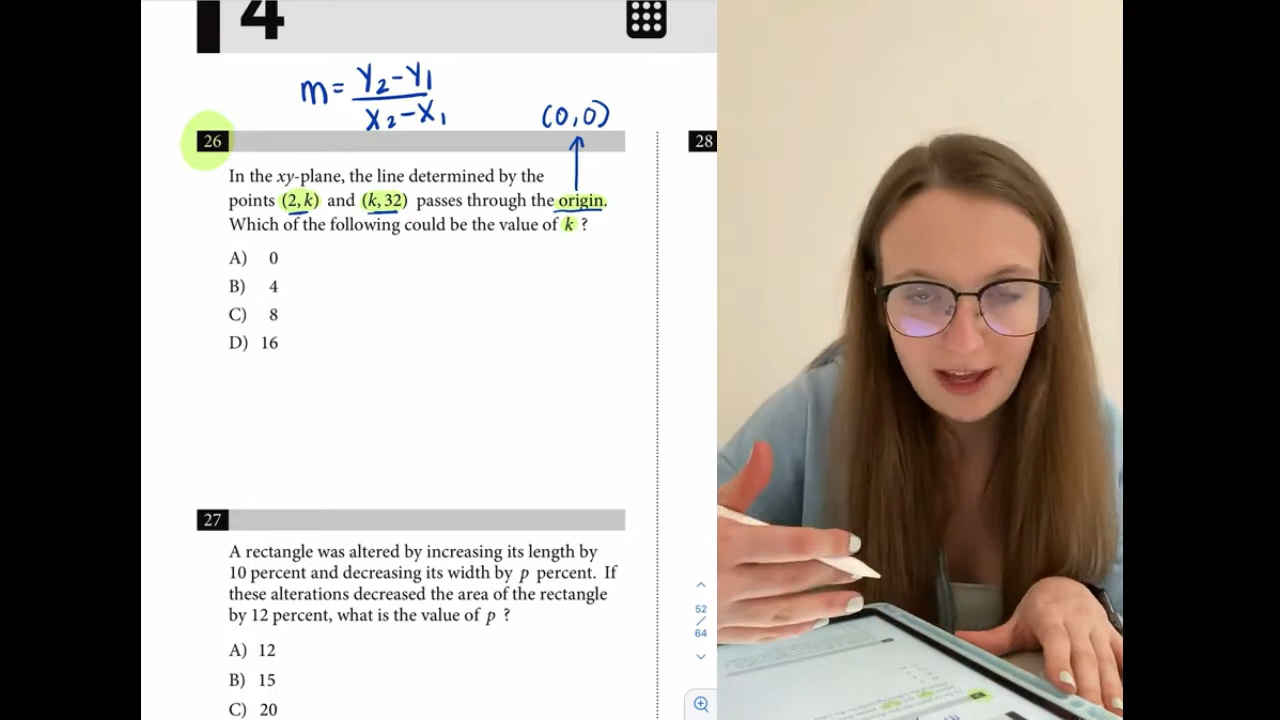 4
m = Y₂-Y₁ / X₂-X₁
(0,0)
26
In the xy-plane, the line determined by the
points (2, k) and (k, 32) passes through the origin.
Which of the following could be the value of k ?
A) 0
B) 4
C) 8
D) 16
27
A rectangle was altered by increasing its length by
10 percent and decreasing its width by p percent. If
these alterations decreased the area of the rectangle
by 12 percent, what is the value of p ?
A) 12
B) 15
C) 20
28
52
/
64